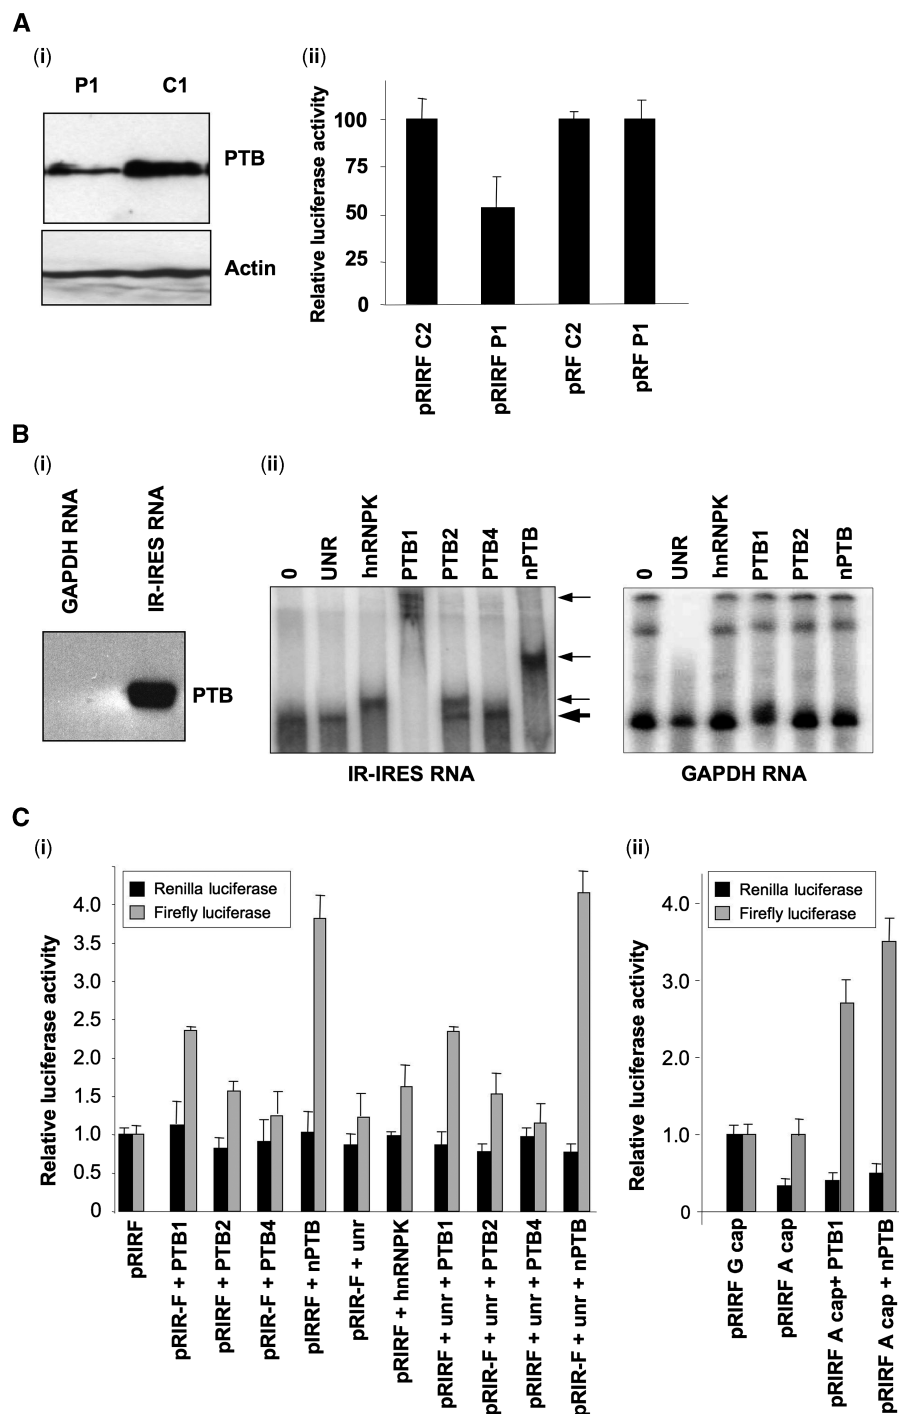 A
(i)
P1 C1
PTB
Actin
(ii)
Relative luciferase activity
100
75
50
25
0
pRIRF C2
pRIRF P1
pRF C2
pRF P1
B
(i)
GAPDH RNA
IR-IRES RNA
PTB
(ii)
0
UNR
hnRNPK
PTB1
PTB2
PTB4
nPTB
IR-IRES RNA
0
UNR
hnRNPK
PTB1
PTB2
nPTB
GAPDH RNA
C
(i)
Renilla luciferase
Firefly luciferase
Relative luciferase activity
4.0
3.5
3.0
2.5
2.0
1.5
1.0
0.5
0
pRIRF
pRIR-F + PTB1
pRIRF + PTB2
pRIR-F + PTB4
pIRRF + nPTB
pRIR-F + unr
pRIRF + hnRNPK
pRIRF + unr + PTB1
pRIR-F + unr + PTB2
pRIRF + unr + PTB4
pRIR-F + unr + nPTB
(ii)
Renilla luciferase
Firefly luciferase
Relative luciferase activity
4.0
3.0
2.0
1.0
0
pRIRF G cap
pRIRF A cap
pRIRF A cap+ PTB1
pRIRF A cap + nPTB